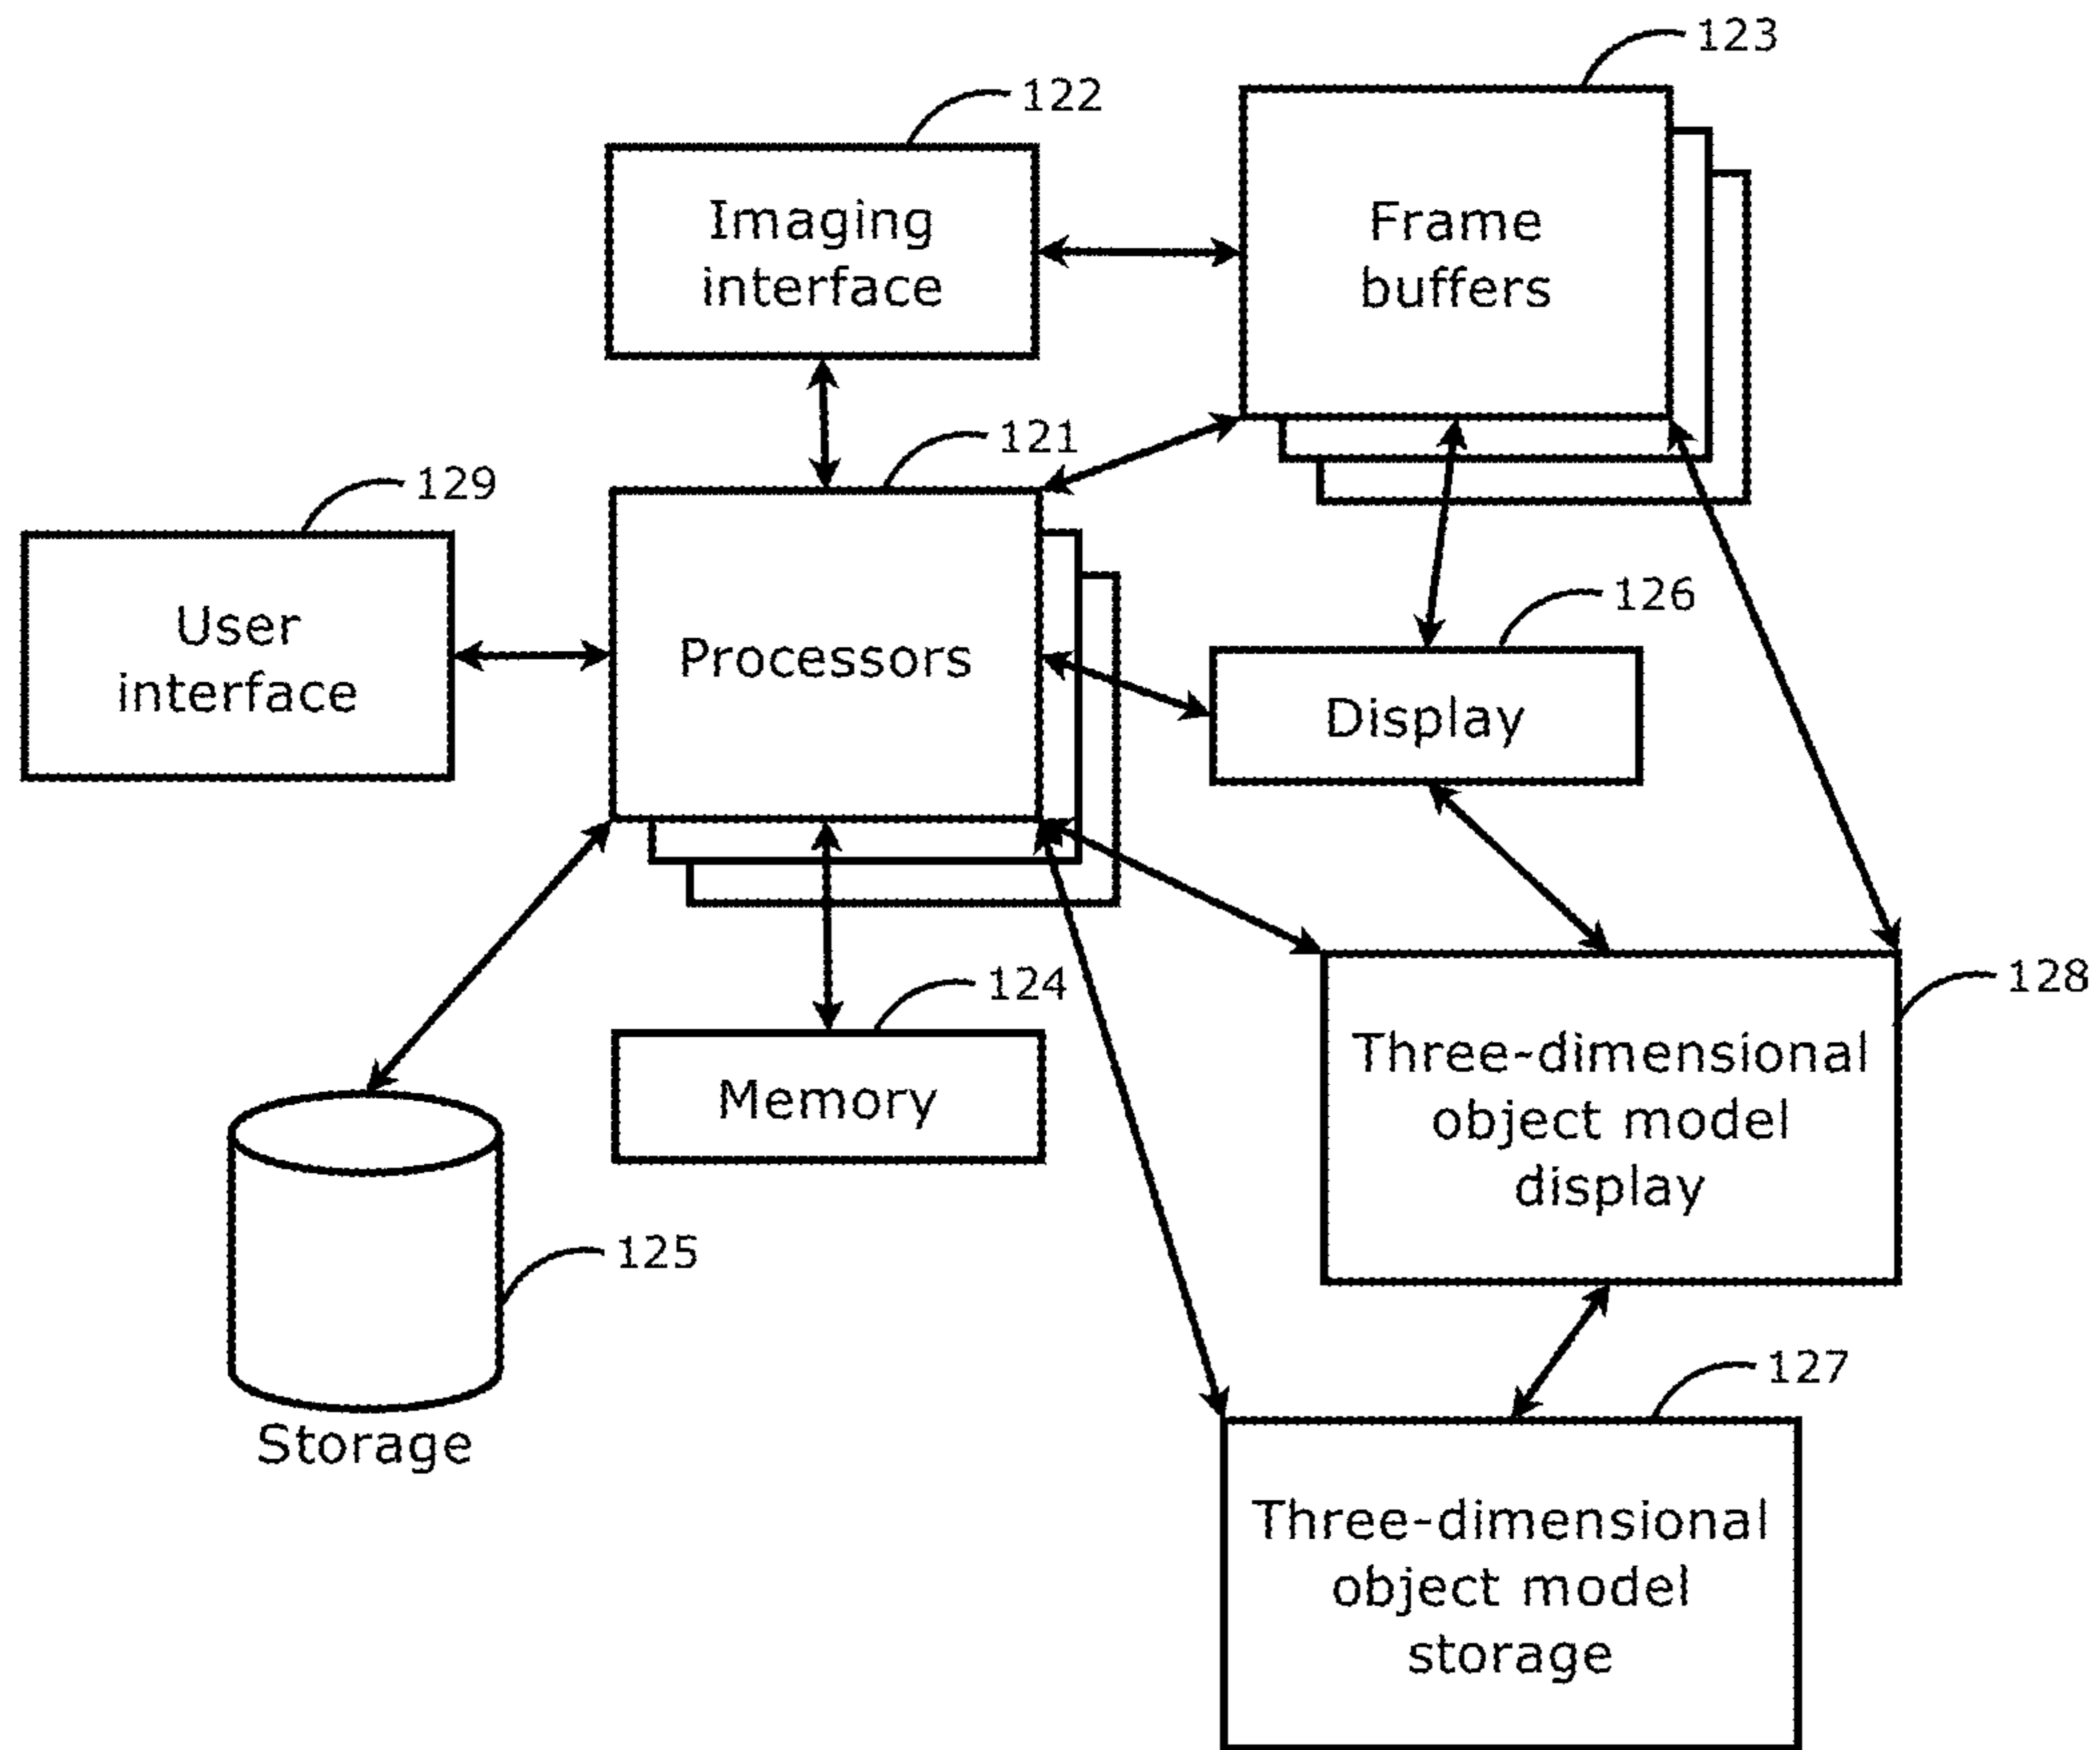 123
122
Imaging
interface
Frame
buffers
121
129
User
interface
Processors
126
Display
124
Memory
128
Three-dimensional
object model
display
125
Storage
127
Three-dimensional
object model
storage